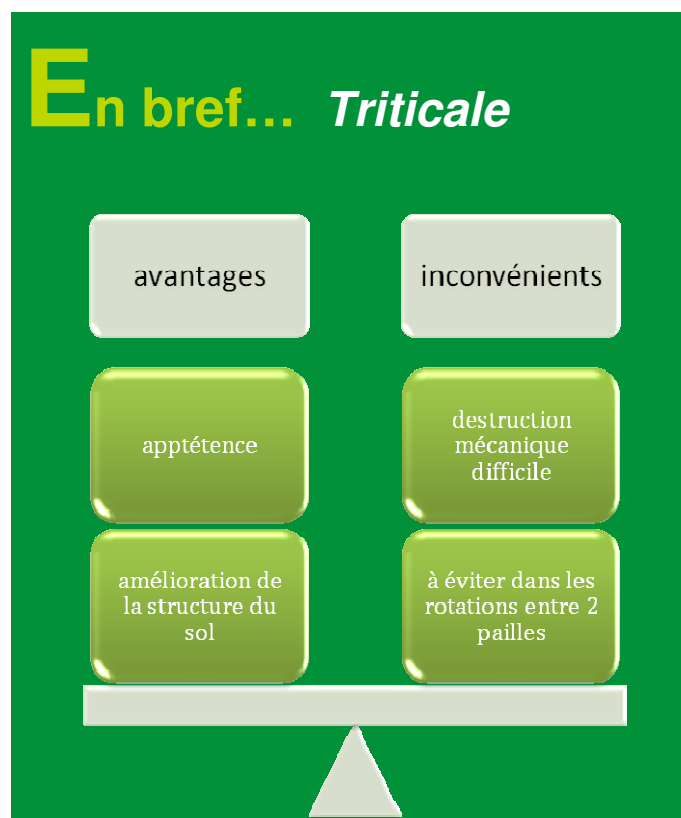 En bref... Triticale
avantages
inconvénients
apptétence
destruction
mécanique
difficile
amélioration de
la structure du
sol
à éviter dans les
rotations entre 2
pailles